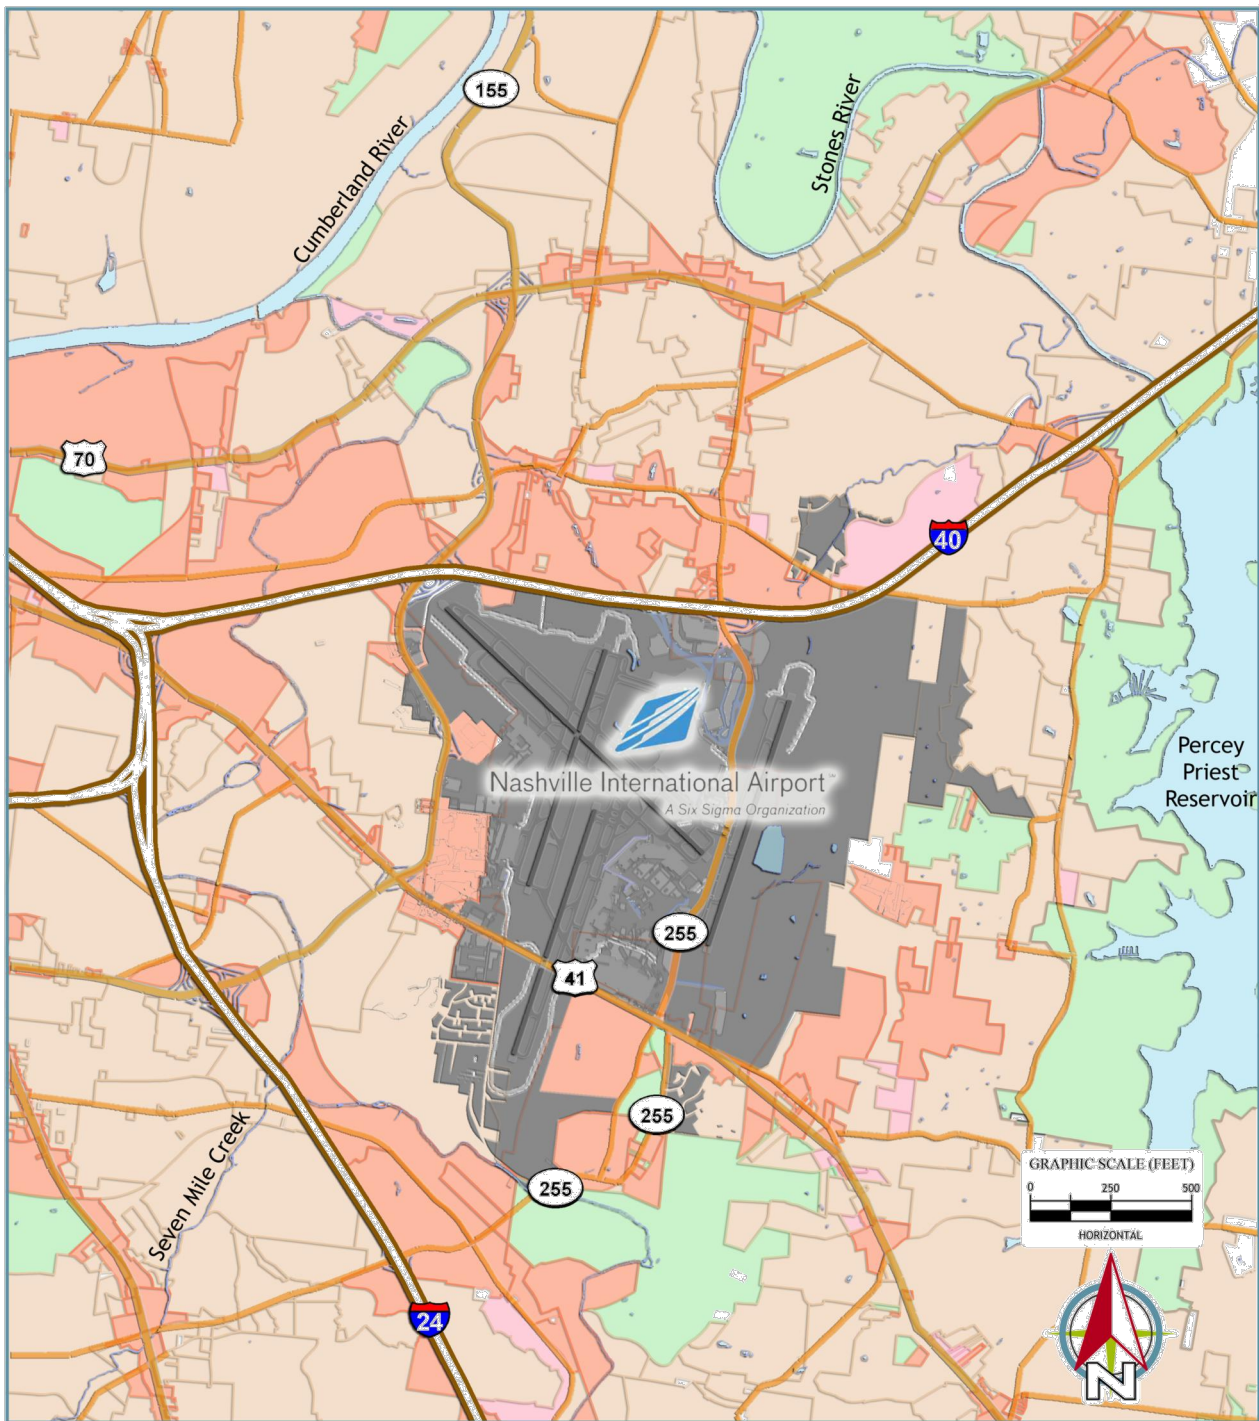 155
Cumberland River
Stones River
70
40
Nashville International Airport™
A Six Sigma Organization
Percey
Priest
Reservoir
255
41
255
255
Seven Mile Creek
24
GRAPHIC SCALE (FEET)
0 250 500
HORIZONTAL
N